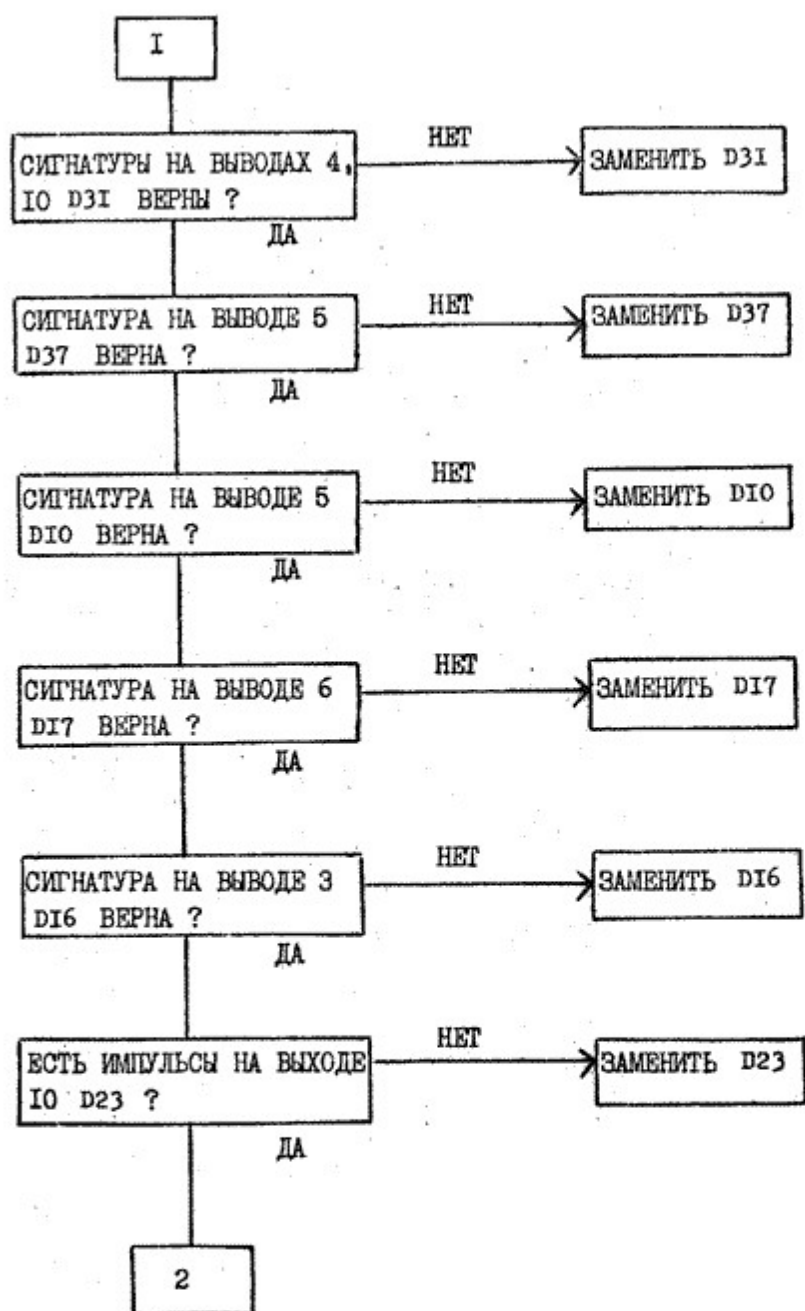 I
СИГНАТУРЫ НА ВЫВОДАХ 4,
IO D3I ВЕРНЫ ?
НЕТ
ЗАМЕНИТЬ D3I
ДА
СИГНАТУРА НА ВЫВОДЕ 5
D37 ВЕРНА ?
НЕТ
ЗАМЕНИТЬ D37
ДА
СИГНАТУРА НА ВЫВОДЕ 5
DIO ВЕРНА ?
НЕТ
ЗАМЕНИТЬ DIO
ДА
СИГНАТУРА НА ВЫВОДЕ 6
DI7 ВЕРНА ?
НЕТ
ЗАМЕНИТЬ DI7
ДА
СИГНАТУРА НА ВЫВОДЕ 3
DI6 ВЕРНА ?
НЕТ
ЗАМЕНИТЬ DI6
ДА
ЕСТЬ ИМПУЛЬСЫ НА ВЫХОДЕ
IO D23 ?
НЕТ
ЗАМЕНИТЬ D23
ДА
2